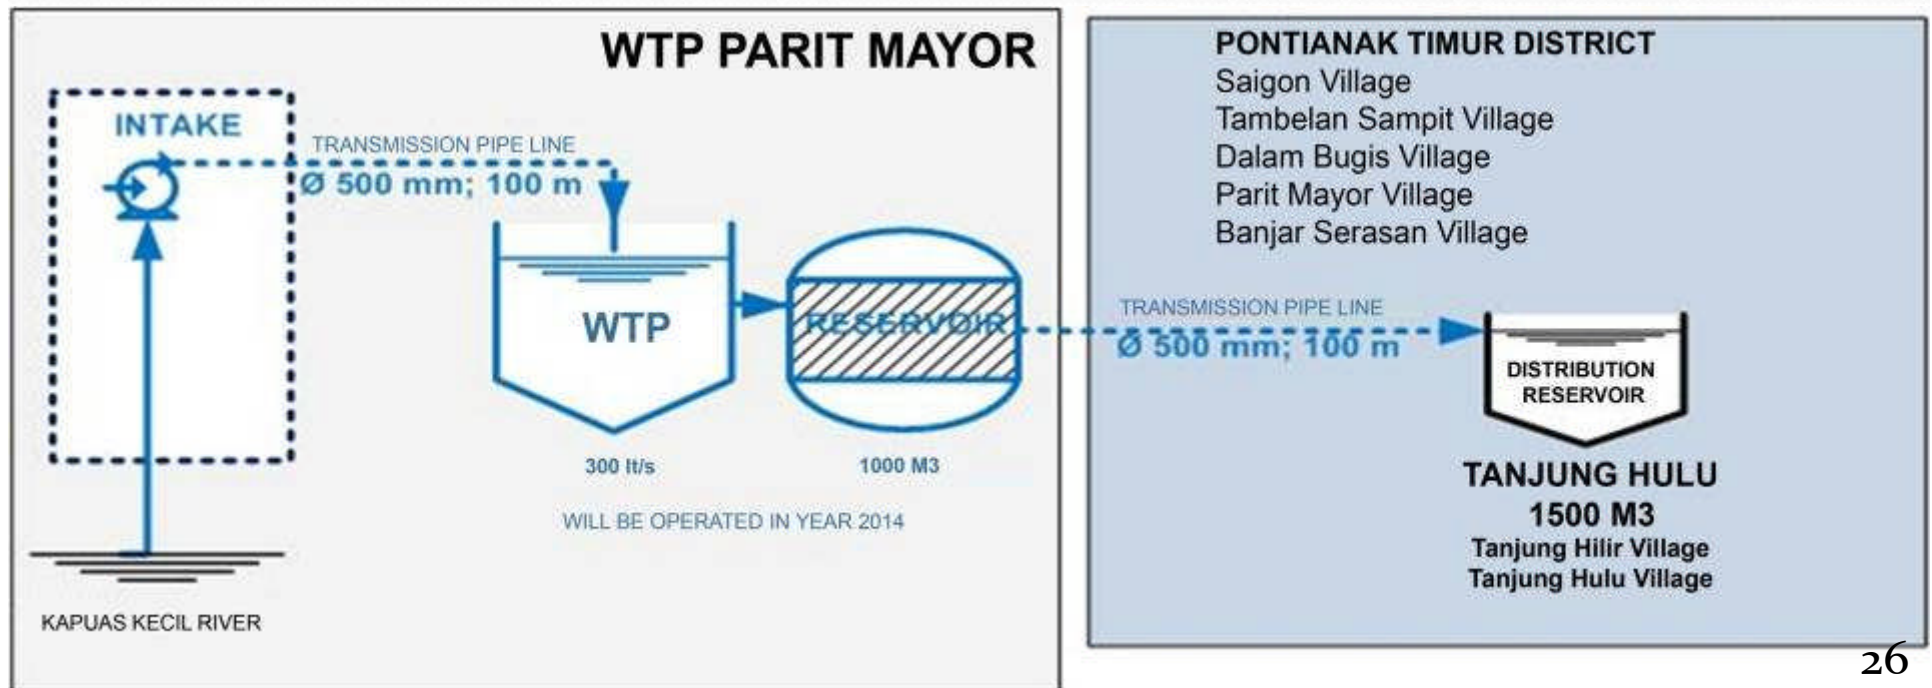 WTP PARIT MAYOR
INTAKE
TRANSMISSION PIPE LINE
Ø 500 mm; 100 m
WTP
RESERVOIR
300 lt/s
1000 M3
WILL BE OPERATED IN YEAR 2014
KAPUAS KECIL RIVER
PONTIANAK TIMUR DISTRICT
Saigon Village
Tambelan Sampit Village
Dalam Bugis Village
Parit Mayor Village
Banjar Serasan Village
TRANSMISSION PIPE LINE
Ø 500 mm; 100 m
DISTRIBUTION
RESERVOIR
TANJUNG HULU
1500 M3
Tanjung Hilir Village
Tanjung Hulu Village
26